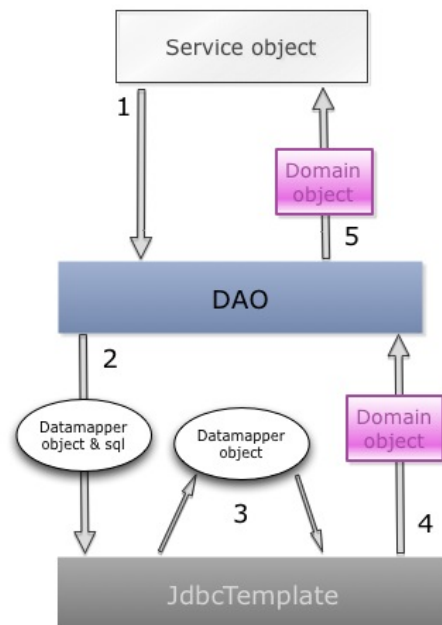 Service object
1
Domain
object
5
DAO
2
Datamapper
object & sql
Datamapper
object
3
Domain
object
4
JdbcTemplate